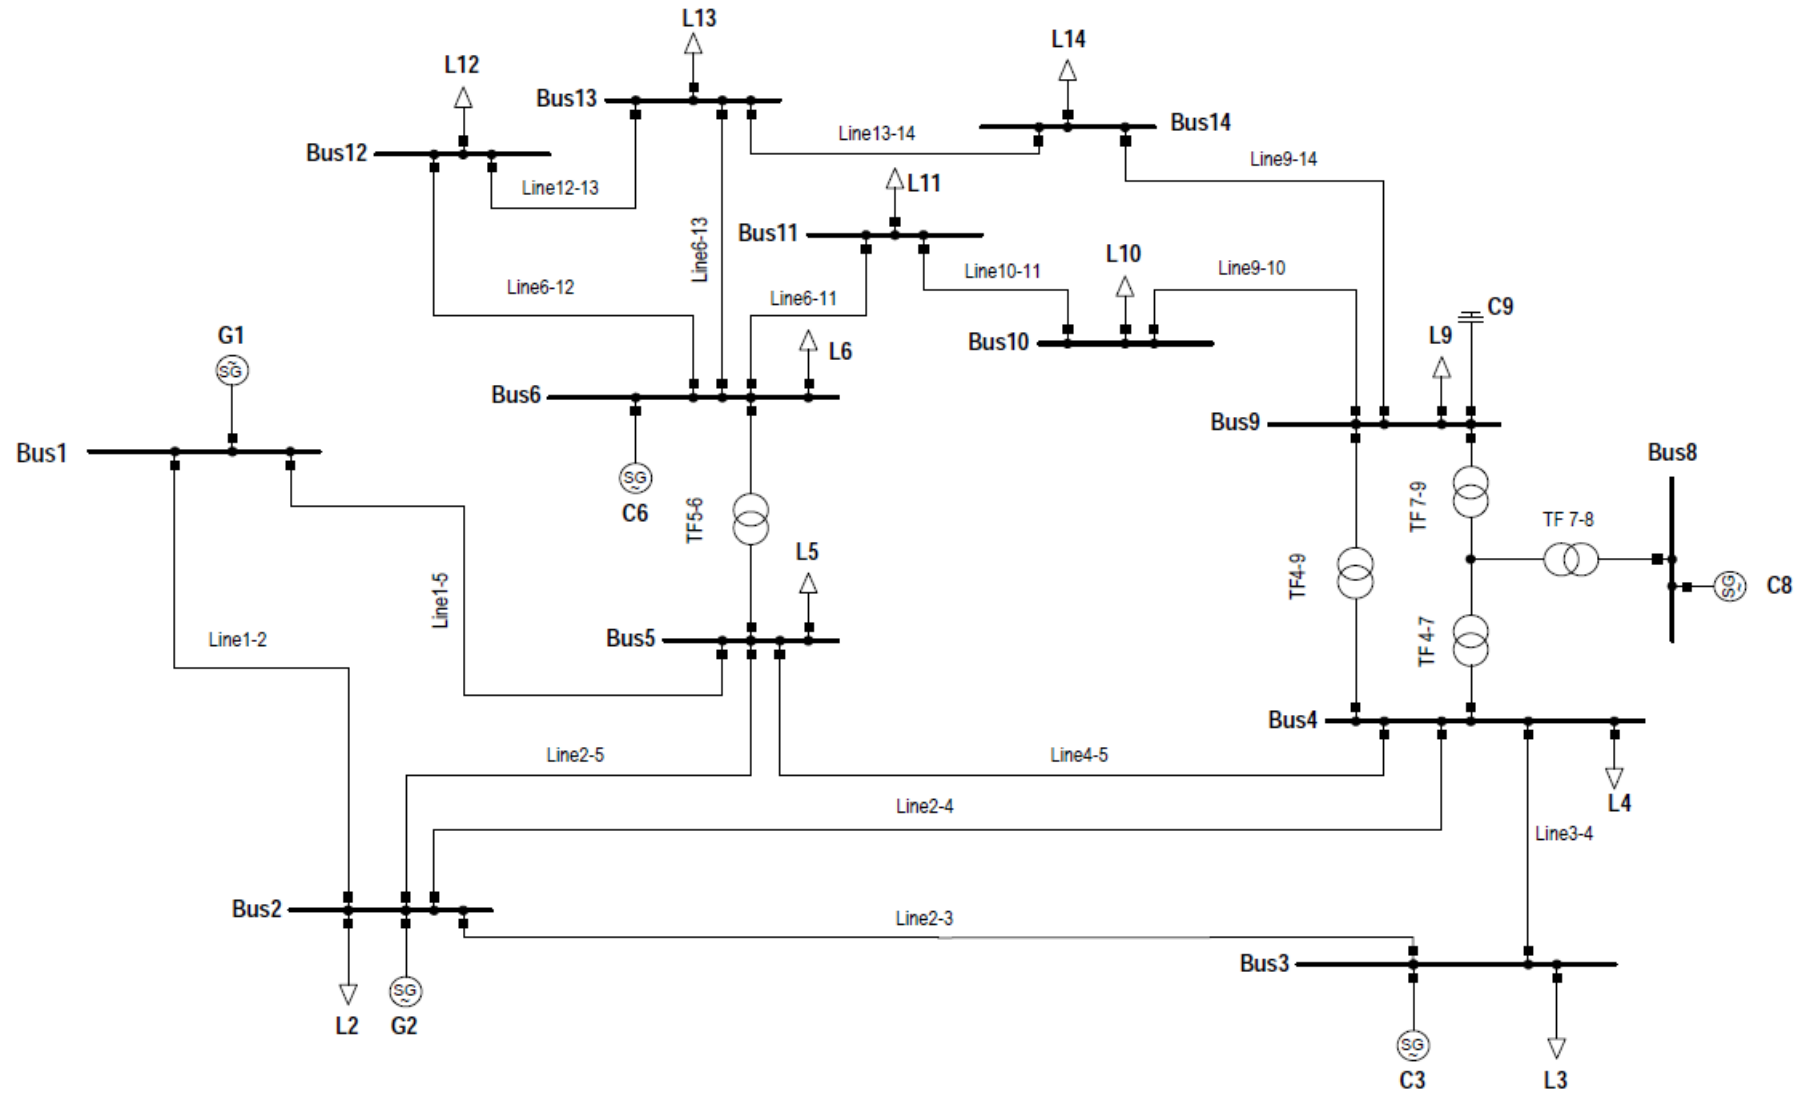 L13
L14
L12
Bus13
Bus14
Line13-14
Bus12
Line9-14
Line12-13
L11
Bus11
Line6-13
L10
Line10-11
Line9-10
Line6-12
Line6-11
C9
G1
L9
Bus10
L6
SG
Bus6
Bus9
Bus1
Bus8
SG
C6
TF5-6
TF 7-9
TF 7-8
L5
TF4-9
SG
C8
Line1-5
Line1-2
Bus5
TF 4-7
Bus4
Line2-5
Line4-5
Line2-4
L4
Line3-4
Bus2
Line2-3
Bus3
SG
L2
G2
SG
C3
L3